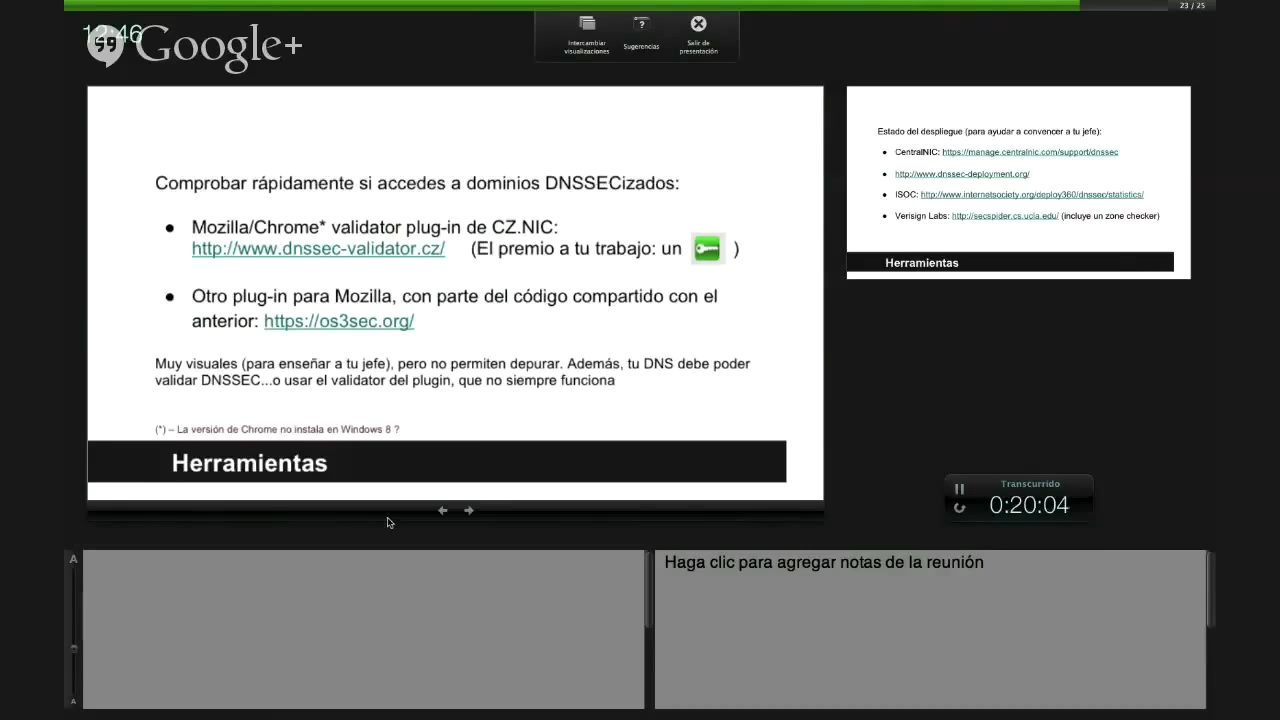 23 / 25
12:46
Google+
Intercambiar
visualizaciones
Sugerencias
Salir de
presentación
Comprobar rápidamente si accedes a dominios DNSSECizados:
● Mozilla/Chrome* validator plug-in de CZ.NIC:
http://www.dnssec-validator.cz/ (El premio a tu trabajo: un )
● Otro plug-in para Mozilla, con parte del código compartido con el
anterior: https://os3sec.org/
Muy visuales (para enseñar a tu jefe), pero no permiten depurar. Además, tu DNS debe poder
validar DNSSEC...o usar el validator del plugin, que no siempre funciona
(*) – La versión de Chrome no instala en Windows 8 ?
Herramientas
Estado del despliegue (para ayudar a convencer a tu jefe):
● CentralNIC: https://manage.centralnic.com/support/dnssec
● http://www.dnssec-deployment.org/
● ISOC: http://www.internetsociety.org/deploy360/dnssec/statistics/
● Verisign Labs: http://secspider.cs.ucla.edu/ (incluye un zone checker)
Herramientas
Transcurrido
0:20:04
A
A
Haga clic para agregar notas de la reunión